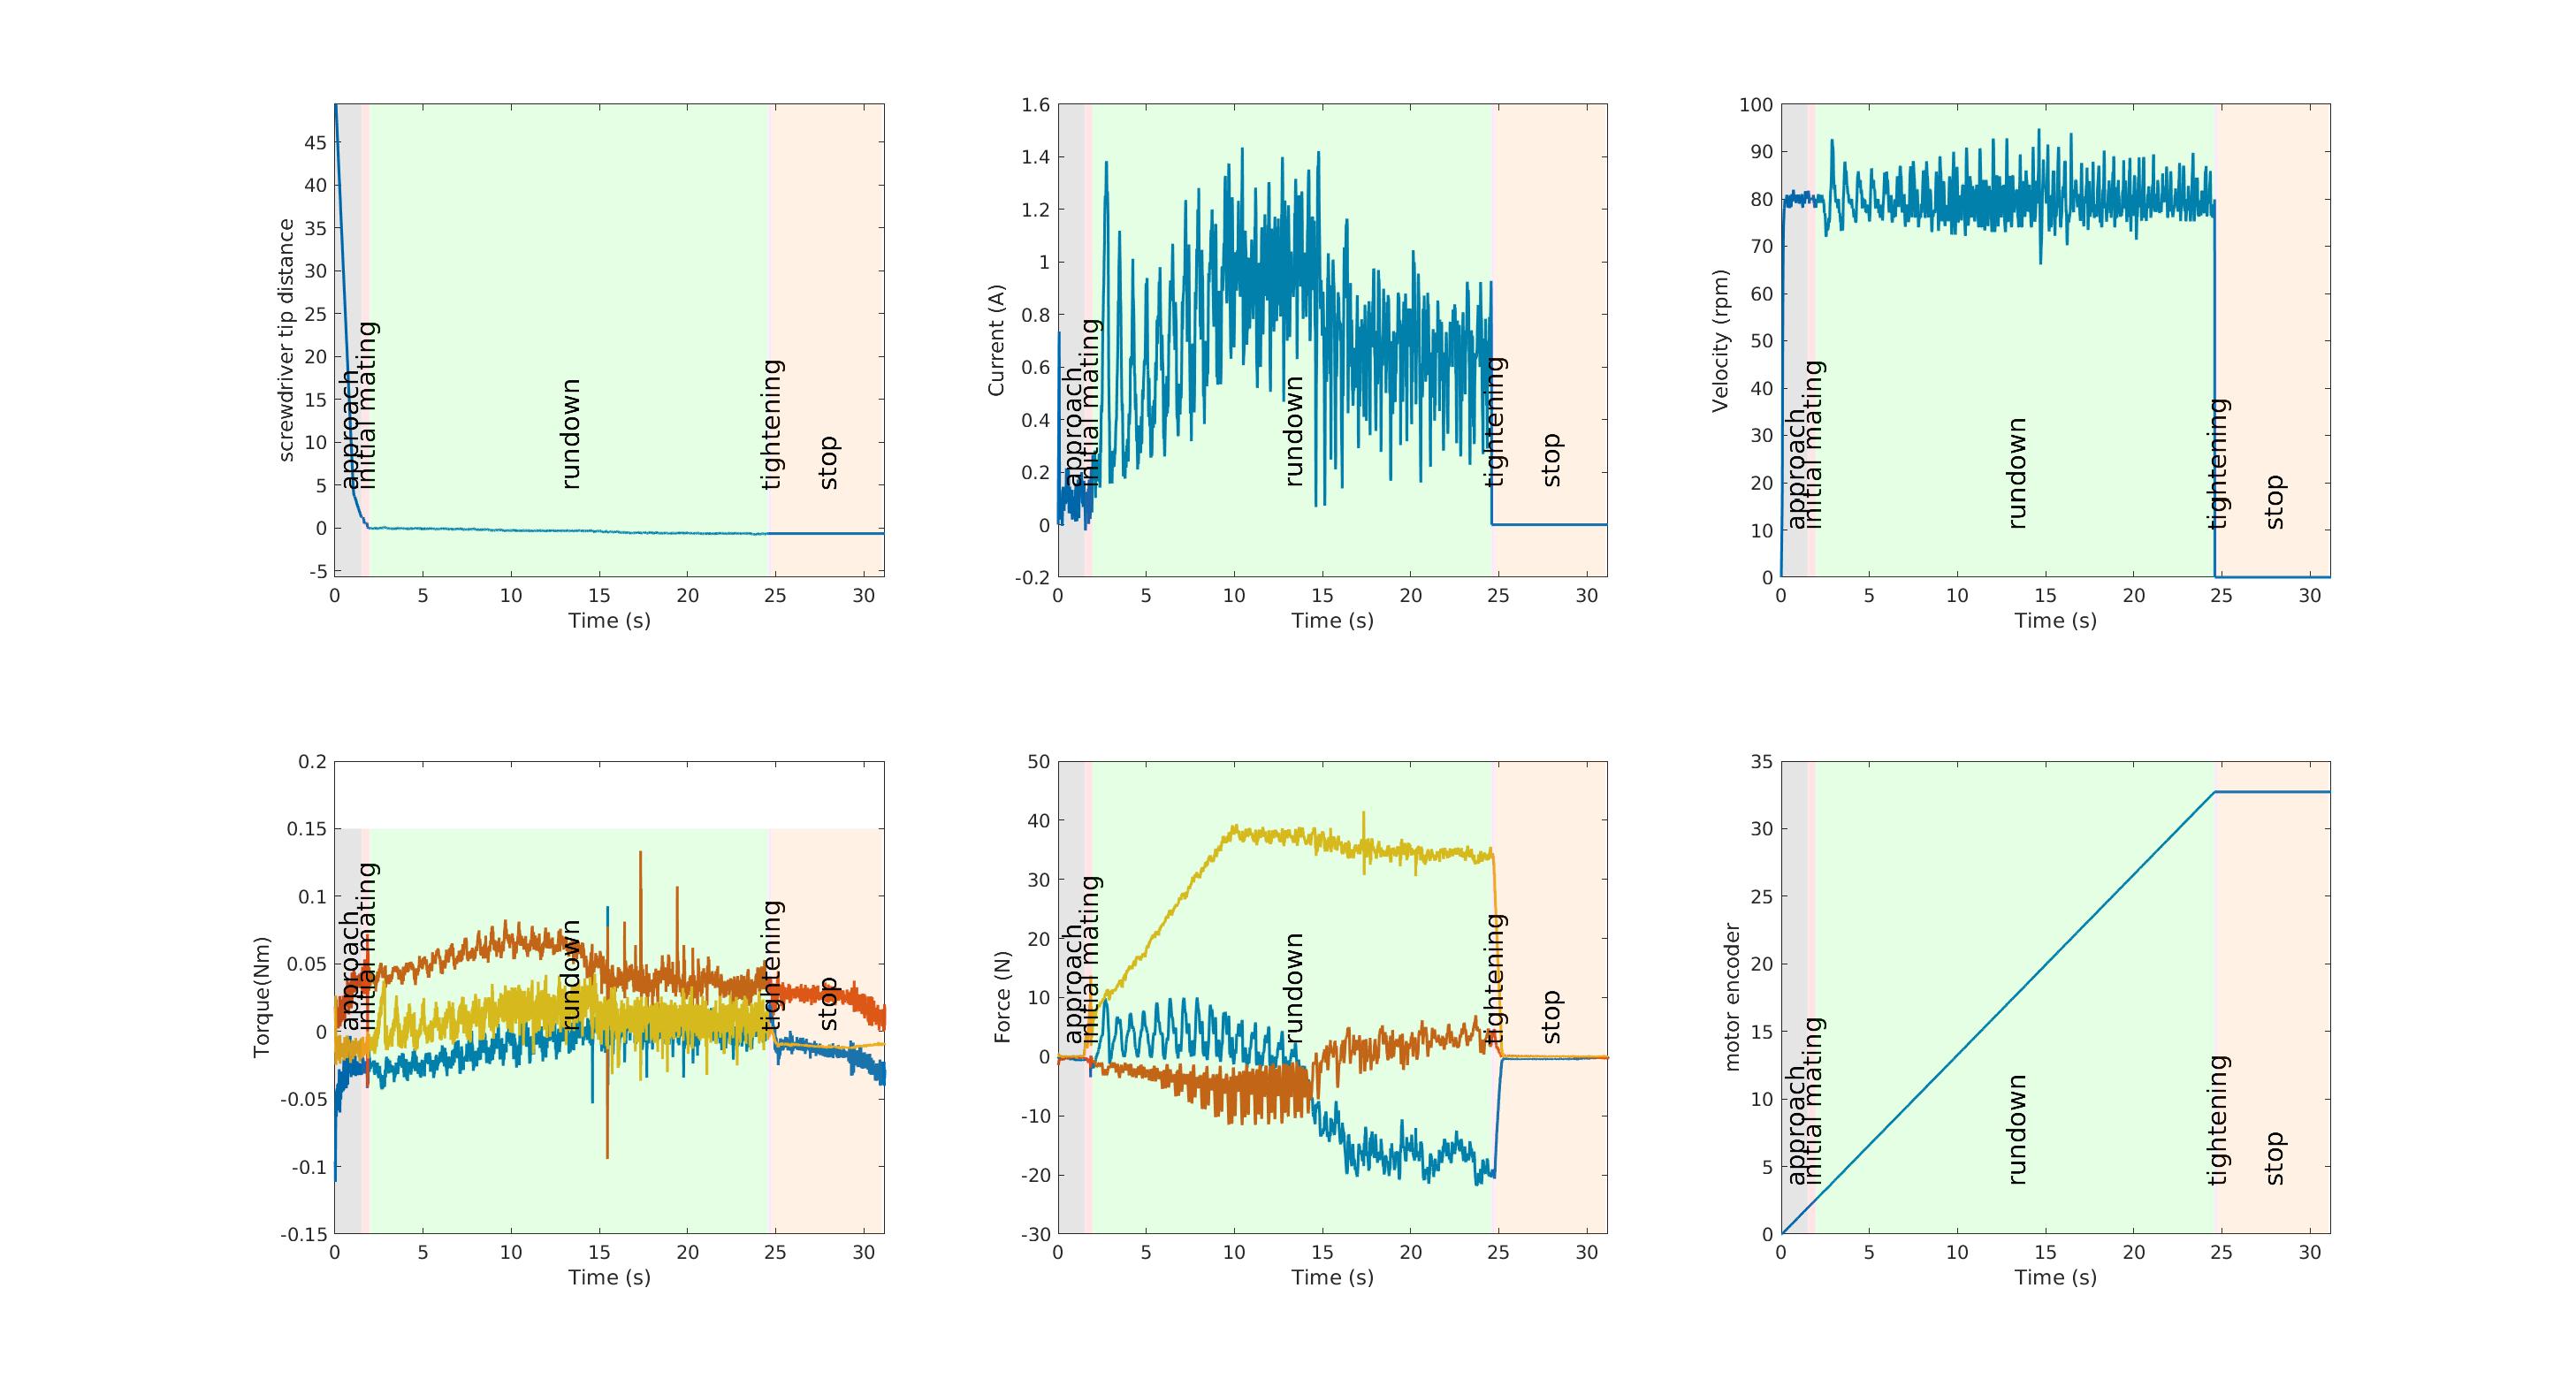 screwdriver tip distance
45
40
35
30
25
20
15
10
5
0
-5
approach
initial mating
rundown
tightening
stop
0 5 10 15 20 25 30
Time (s)
Current (A)
1.6
1.4
1.2
1
0.8
0.6
0.4
0.2
0
-0.2
approach
initial mating
rundown
tightening
stop
0 5 10 15 20 25 30
Time (s)
Velocity (rpm)
100
90
80
70
60
50
40
30
20
10
0
approach
initial mating
rundown
tightening
stop
0 5 10 15 20 25 30
Time (s)
Torque(Nm)
0.2
0.15
0.1
0.05
0
-0.05
-0.1
-0.15
approach
initial mating
rundown
tightening
stop
0 5 10 15 20 25 30
Time (s)
Force (N)
50
40
30
20
10
0
-10
-20
-30
approach
initial mating
rundown
tightening
stop
0 5 10 15 20 25 30
Time (s)
motor encoder
35
30
25
20
15
10
5
0
approach
initial mating
rundown
tightening
stop
0 5 10 15 20 25 30
Time (s)